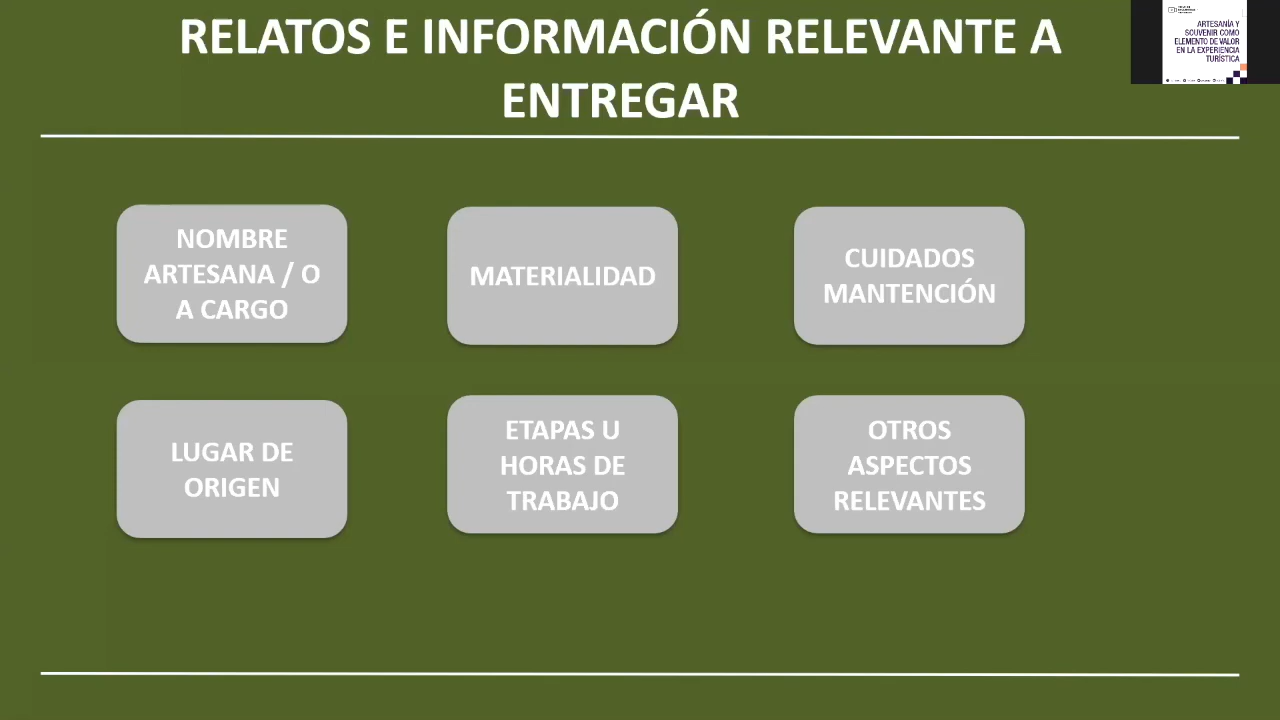 RELATOS E INFORMACIÓN RELEVANTE A
ENTREGAR
ARTESANÍA Y
SOUVENIR COMO
ELEMENTO DE VALOR
EN LA EXPERIENCIA
TURÍSTICA
NOMBRE
ARTESANA / O
A CARGO
MATERIALIDAD
CUIDADOS
MANTENCIÓN
LUGAR DE
ORIGEN
ETAPAS U
HORAS DE
TRABAJO
OTROS
ASPECTOS
RELEVANTES